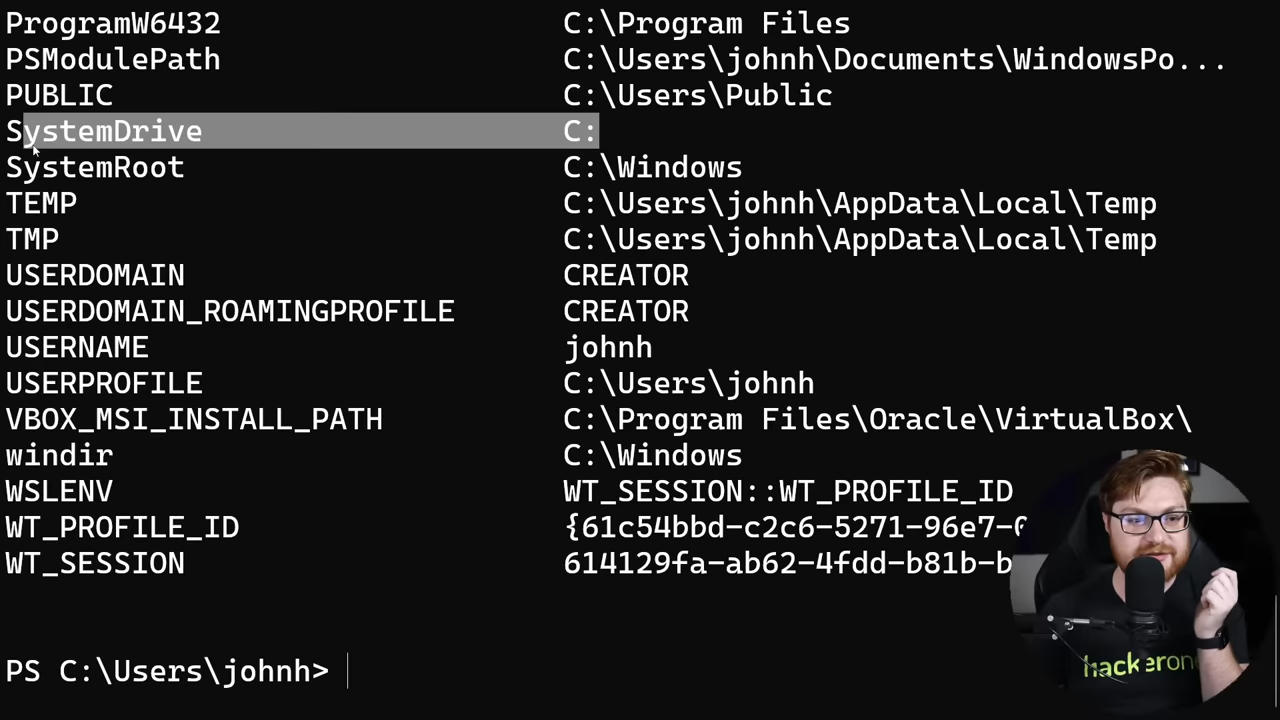 ProgramW6432 C:\Program Files
PSModulePath C:\Users\johnh\Documents\WindowsPo...
PUBLIC C:\Users\Public
SystemDrive C:
SystemRoot C:\Windows
TEMP C:\Users\johnh\AppData\Local\Temp
TMP C:\Users\johnh\AppData\Local\Temp
USERDOMAIN CREATOR
USERDOMAIN_ROAMINGPROFILE CREATOR
USERNAME johnh
USERPROFILE C:\Users\johnh
VBOX_MSI_INSTALL_PATH C:\Program Files\Oracle\VirtualBox\
windir C:\Windows
WSLENV WT_SESSION::WT_PROFILE_ID
WT_PROFILE_ID {61c54bbd-c2c6-5271-96e7-0
WT_SESSION 614129fa-ab62-4fdd-b81b-b
hackerone
PS C:\Users\johnh>